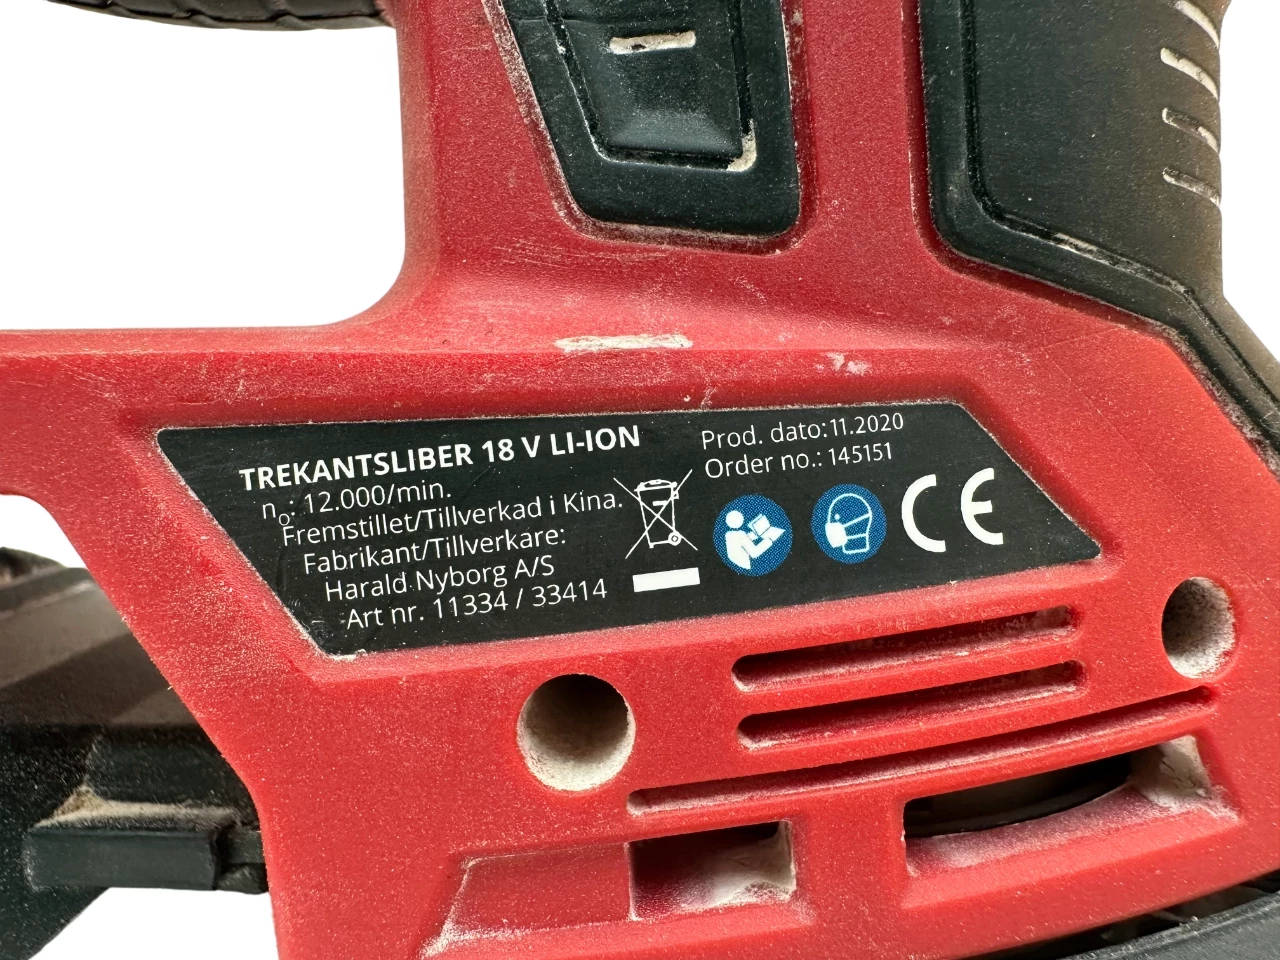 TREKANTSLIBER 18 V LI-ION
nO: 12.000/min.
Fremstillet/Tillverkad i Kina.
Fabrikant/Tillverkare:
Harald Nyborg A/S
Art nr. 11334 / 33414
Prod. dato: 11.2020
Order no.: 145151
CE